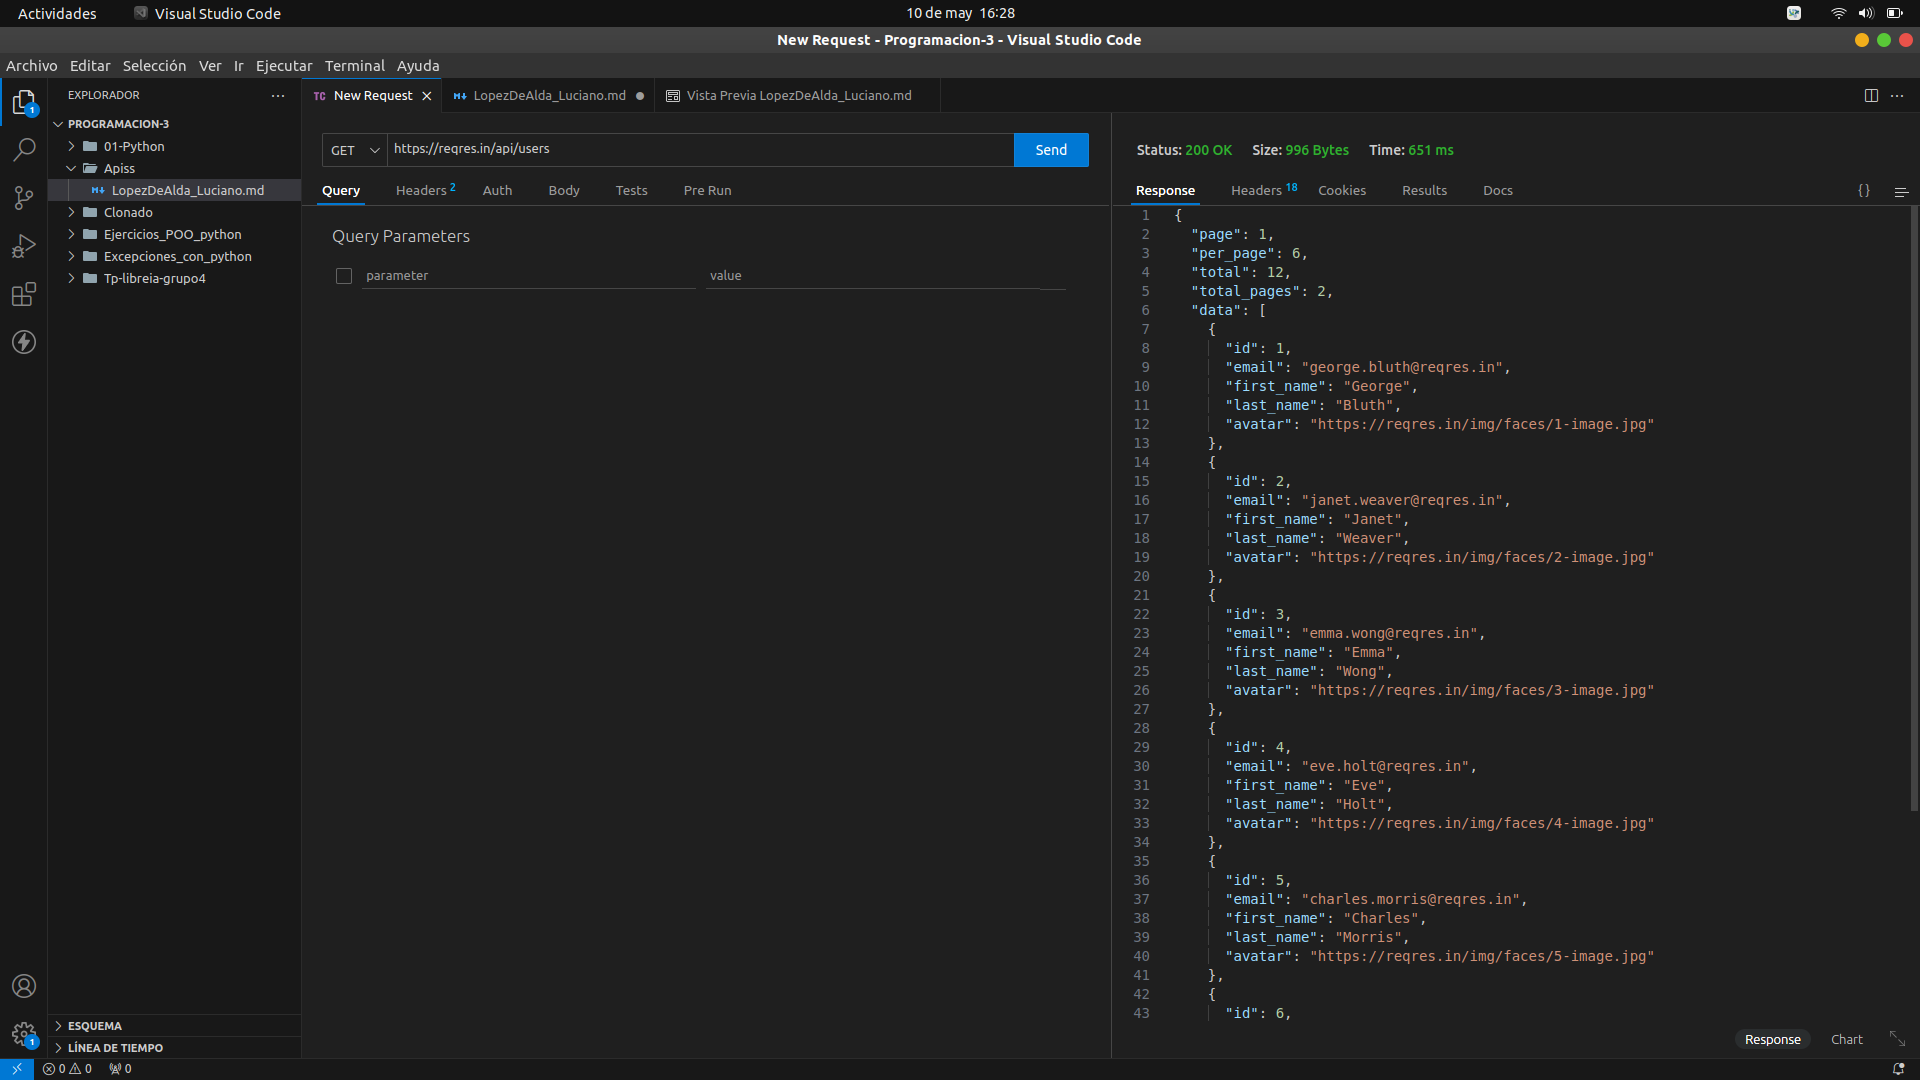 Actividades
Visual Studio Code
10 de may 16:28
New Request - Programacion-3 - Visual Studio Code
Archivo Editar Selección Ver Ir Ejecutar Terminal Ayuda
EXPLORADOR
PROGRAMACION-3
01-Python
Apiss
LopezDeAlda_Luciano.md
Clonado
Ejercicios_POO_python
Excepciones_con_python
Tp-libreia-grupo4
ESQUEMA
LÍNEA DE TIEMPO
1
1
TC New Request
LopezDeAlda_Luciano.md
Vista Previa LopezDeAlda_Luciano.md
GET
https://reqres.in/api/users
Send
Query Headers 2 Auth Body Tests Pre Run
Query Parameters
parameter value
Status: 200 OK Size: 996 Bytes Time: 651 ms
Response Headers 18 Cookies Results Docs
{}
1 {
2 "page": 1,
3 "per_page": 6,
4 "total": 12,
5 "total_pages": 2,
6 "data": [
7 {
8 "id": 1,
9 "email": "george.bluth@reqres.in",
10 "first_name": "George",
11 "last_name": "Bluth",
12 "avatar": "https://reqres.in/img/faces/1-image.jpg"
13 },
14 {
15 "id": 2,
16 "email": "janet.weaver@reqres.in",
17 "first_name": "Janet",
18 "last_name": "Weaver",
19 "avatar": "https://reqres.in/img/faces/2-image.jpg"
20 },
21 {
22 "id": 3,
23 "email": "emma.wong@reqres.in",
24 "first_name": "Emma",
25 "last_name": "Wong",
26 "avatar": "https://reqres.in/img/faces/3-image.jpg"
27 },
28 {
29 "id": 4,
30 "email": "eve.holt@reqres.in",
31 "first_name": "Eve",
32 "last_name": "Holt",
33 "avatar": "https://reqres.in/img/faces/4-image.jpg"
34 },
35 {
36 "id": 5,
37 "email": "charles.morris@reqres.in",
38 "first_name": "Charles",
39 "last_name": "Morris",
40 "avatar": "https://reqres.in/img/faces/5-image.jpg"
41 },
42 {
43 "id": 6,
Response Chart
0 0 0